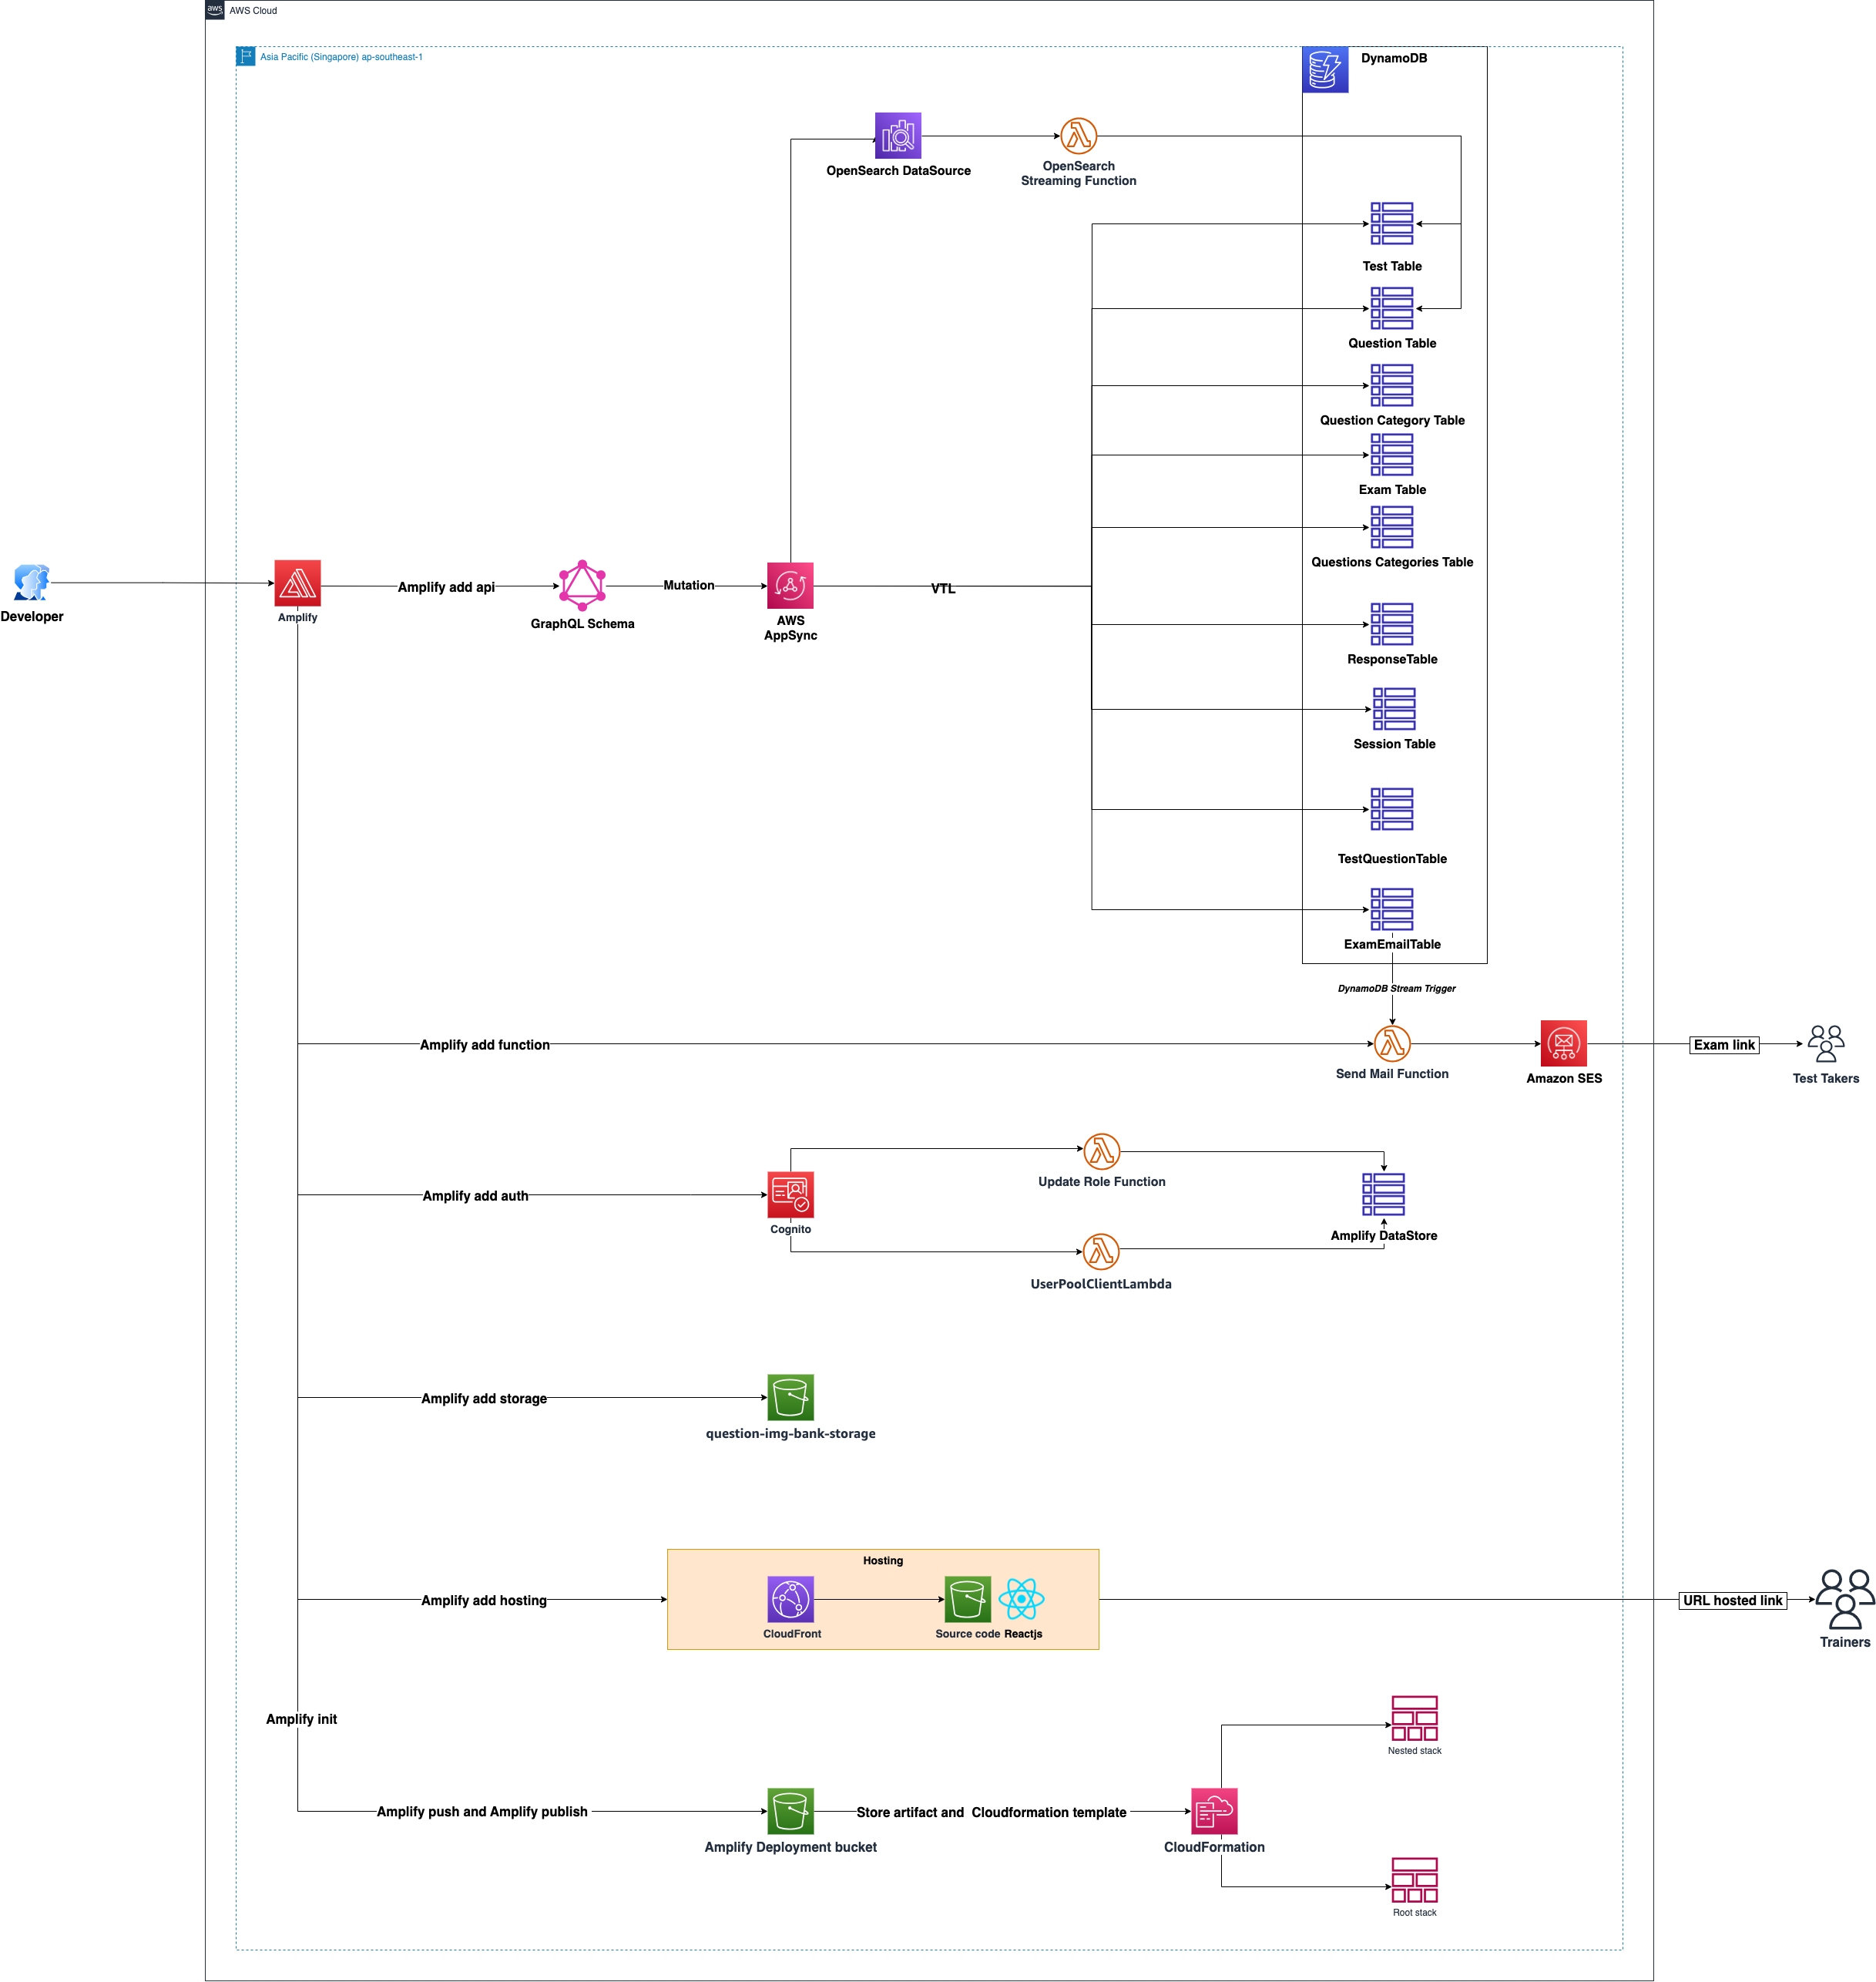 aws
AWS Cloud
Asia Pacific (Singapore) ap-southeast-1
DynamoDB
OpenSearch DataSource
OpenSearch
Streaming Function
Test Table
Question Table
Question Category Table
Exam Table
Questions Categories Table
Developer
Amplify
Amplify add api
GraphQL Schema
Mutation
AWS
AppSync
VTL
ResponseTable
Session Table
TestQuestionTable
ExamEmailTable
DynamoDB Stream Trigger
Amplify add function
Send Mail Function
Amazon SES
Exam link
Test Takers
Amplify add auth
Cognito
Update Role Function
UserPoolClientLambda
Amplify DataStore
Amplify add storage
question-img-bank-storage
Amplify add hosting
Hosting
CloudFront
Source code
Reactjs
URL hosted link
Trainers
Amplify init
Nested stack
Amplify push and Amplify publish
Amplify Deployment bucket
Store artifact and Cloudformation template
CloudFormation
Root stack